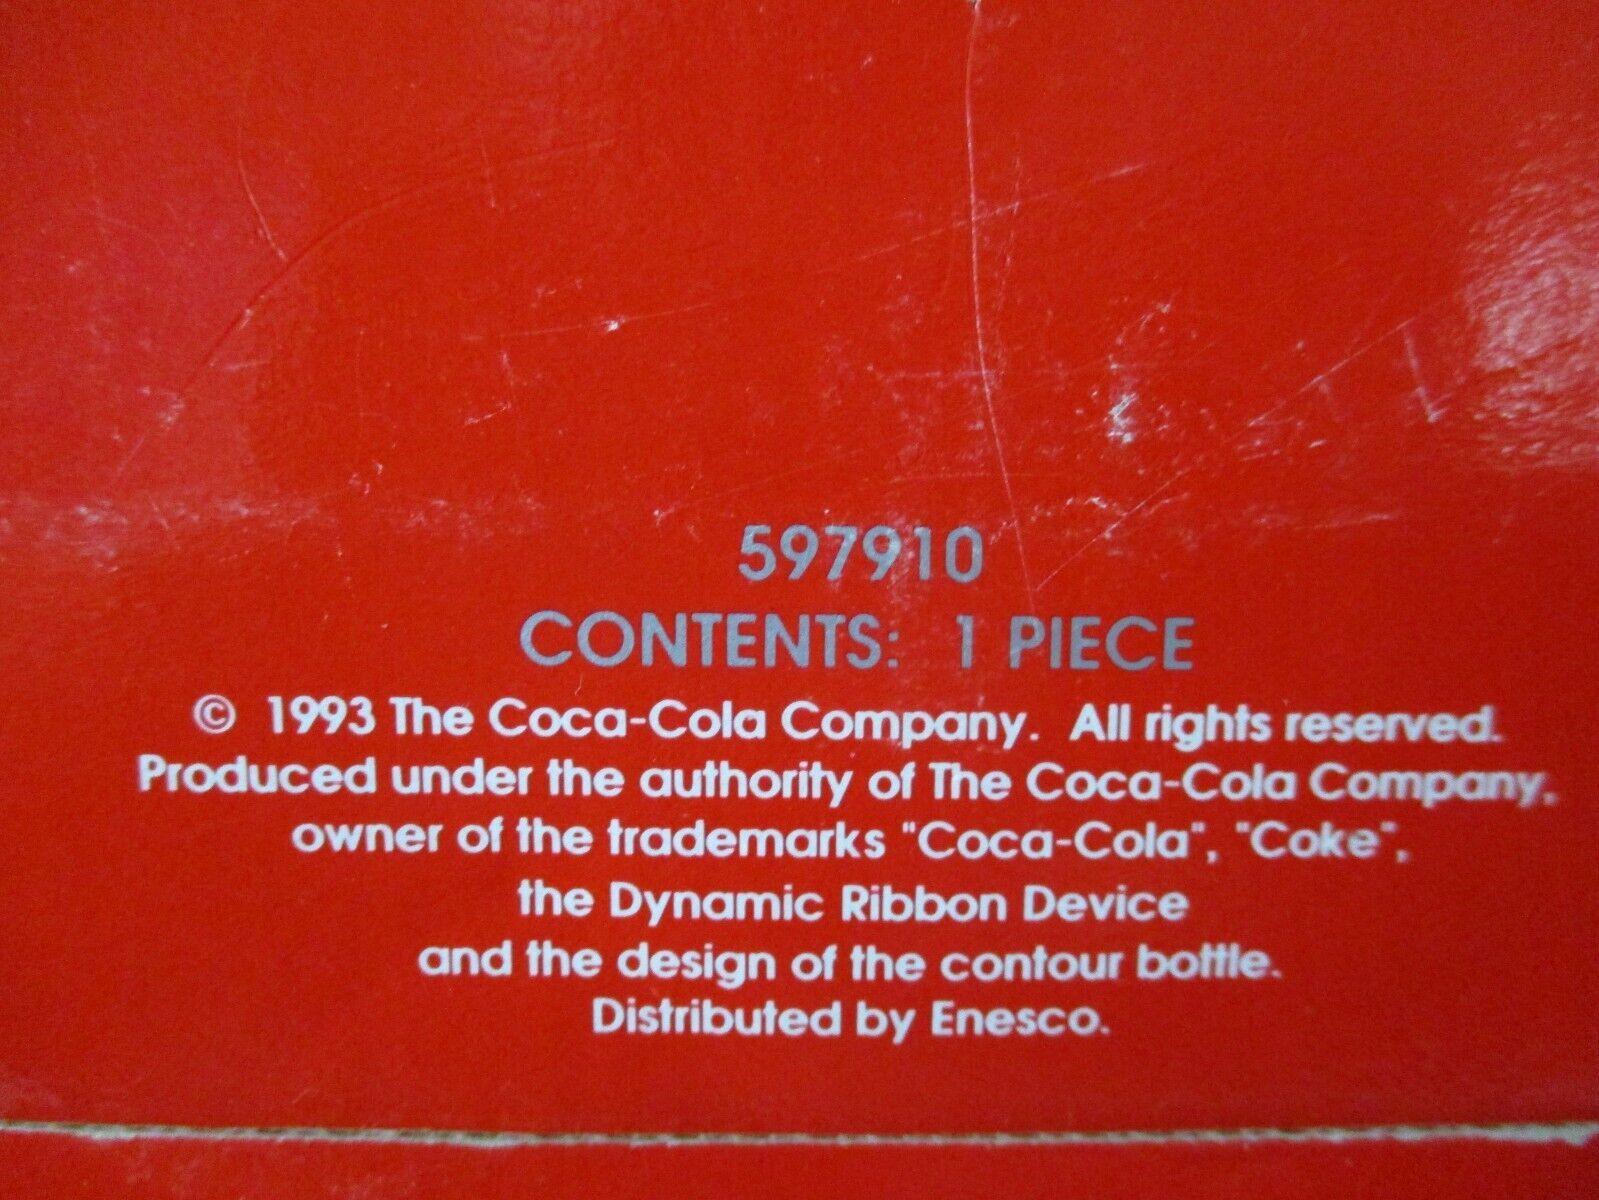 597910
CONTENTS: 1 PIECE
© 1993 The Coca-Cola Company. All rights reserved.
Produced under the authority of The Coca-Cola Company,
owner of the trademarks "Coca-Cola", "Coke",
the Dynamic Ribbon Device
and the design of the contour bottle.
Distributed by Enesco.